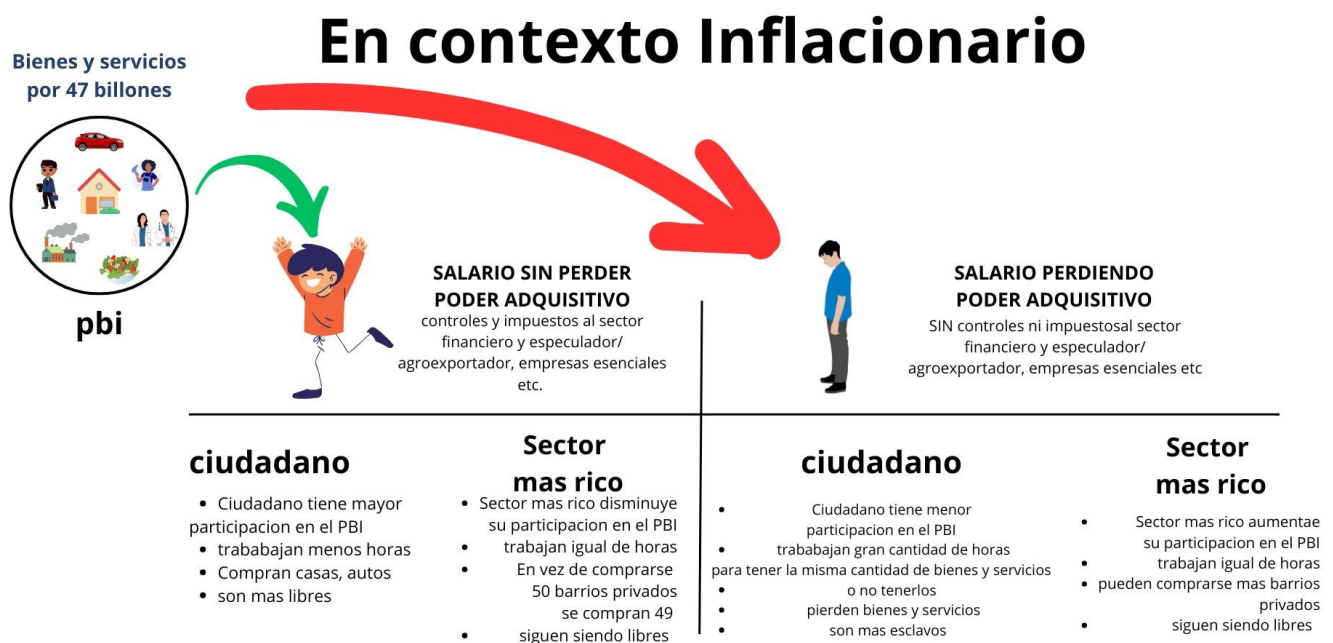 En contexto Inflacionario
Bienes y servicios
por 47 billones
pbi
SALARIO SIN PERDER
PODER ADQUISITIVO
controles y impuestos al sector
financiero y especulador/
agroexportador, empresas esenciales
etc.
SALARIO PERDIENDO
PODER ADQUISITIVO
SIN controles ni impuestosal sector
financiero y especulador/
agroexportador, empresas esenciales etc
ciudadano
• Ciudadano tiene mayor
participacion en el PBI
• trababajan menos horas
• Compran casas, autos
• son mas libres
Sector
mas rico
• Sector mas rico disminuye
su participacion en el PBI
• trabajan igual de horas
• En vez de comprarse
50 barrios privados
se compran 49
• siguen siendo libres
ciudadano
• Ciudadano tiene menor
participacion en el PBI
• trababajan gran cantidad de horas
para tener la misma cantidad de bienes y servicios
• o no tenerlos
• pierden bienes y servicios
• son mas esclavos
Sector
mas rico
• Sector mas rico aumentae
su participacion en el PBI
• trabajan igual de horas
• pueden comprarse mas barrios
privados
• siguen siendo libres